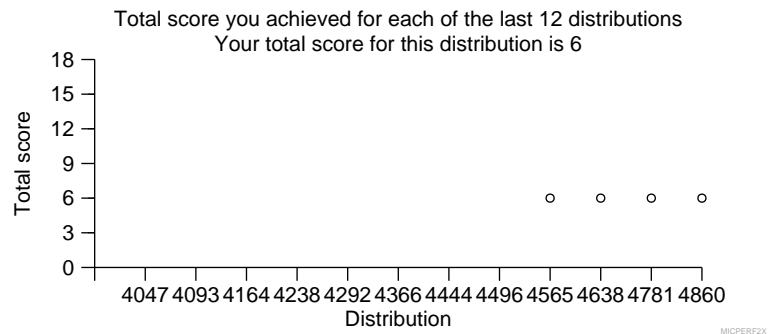 Total score you achieved for each of the last 12 distributions
Your total score for this distribution is 6
18
15
12
9
6
3
0
Total score
4047 4093 4164 4238 4292 4366 4444 4496 4565 4638 4781 4860
Distribution
MICPERF2X